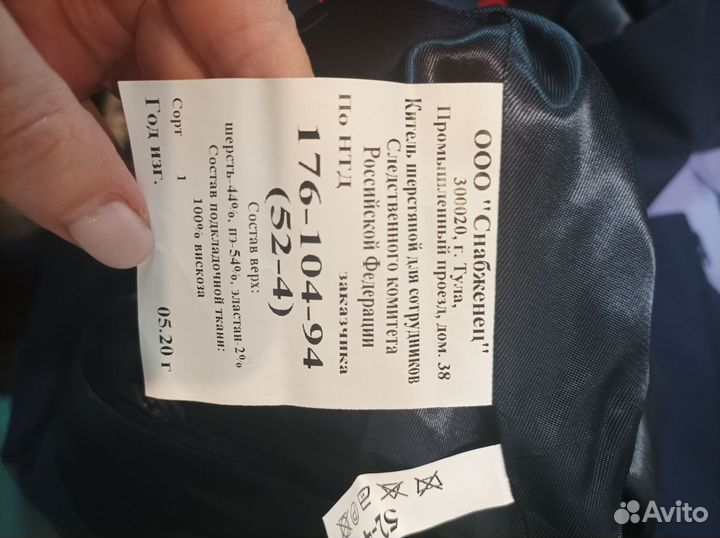 ООО "Снабженец"
300020, г. Тула,
Промышленный проезд, дом. 38
Китель шерстяной для сотрудников
Следственного комитета
Российской Федерации
По НТД заказчика
176-104-94
(52-4)
Состав верх:
шерсть-44%, пэ-54%, эластан-2%
Состав подкладочной ткани:
100% вискоза
Сорт 1
Год изг. 05.20 г
Avito